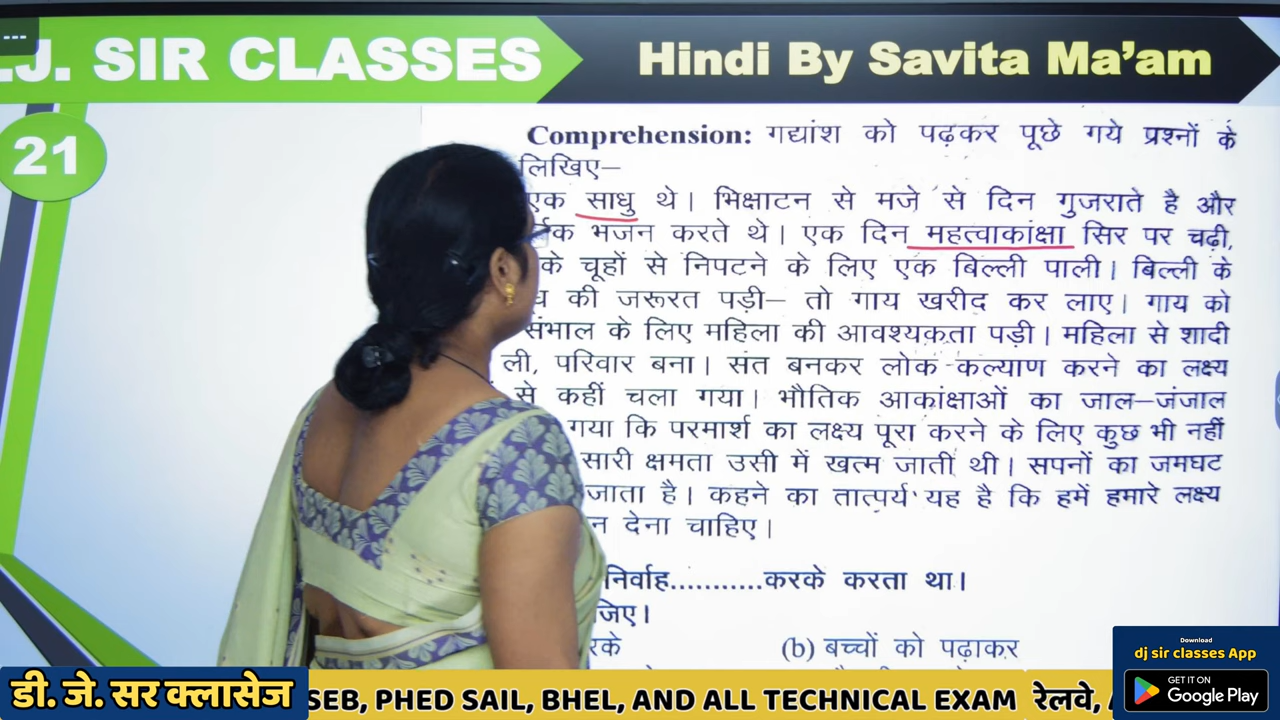 ...
.J. SIR CLASSES
Hindi By Savita Ma’am
21
Comprehension: गद्यांश को पढ़कर पूछे गये प्रश्नों के
लिखिए–
एक साधु थे। भिक्षाटन से मजे से दिन गुजराते है और
भजन करते थे। एक दिन महत्वाकांक्षा सिर पर चढ़ी,
के चूहों से निपटने के लिए एक बिल्ली पाली। बिल्ली के
की जरूरत पड़ी– तो गाय खरीद कर लाए। गाय को
संभाल के लिए महिला की आवश्यकता पड़ी। महिला से शादी
ली, परिवार बना। संत बनकर लोक-कल्याण करने का लक्ष्य
से कहीं चला गया। भौतिक आकांक्षाओं का जाल–जंजाल
गया कि परमार्श का लक्ष्य पूरा करने के लिए कुछ भी नहीं
सारी क्षमता उसी में खत्म जाती थी। सपनों का जमघट
जाता है। कहने का तात्पर्य यह है कि हमें हमारे लक्ष्य
न देना चाहिए।
निर्वाह...........करके करता था।
जिए।
रके
(b) बच्चों को पढ़ाकर
Download
dj sir classes App
GET IT ON
Google Play
डी. जे. सर क्लासेज
SEB, PHED SAIL, BHEL, AND ALL TECHNICAL EXAM रेलवे,